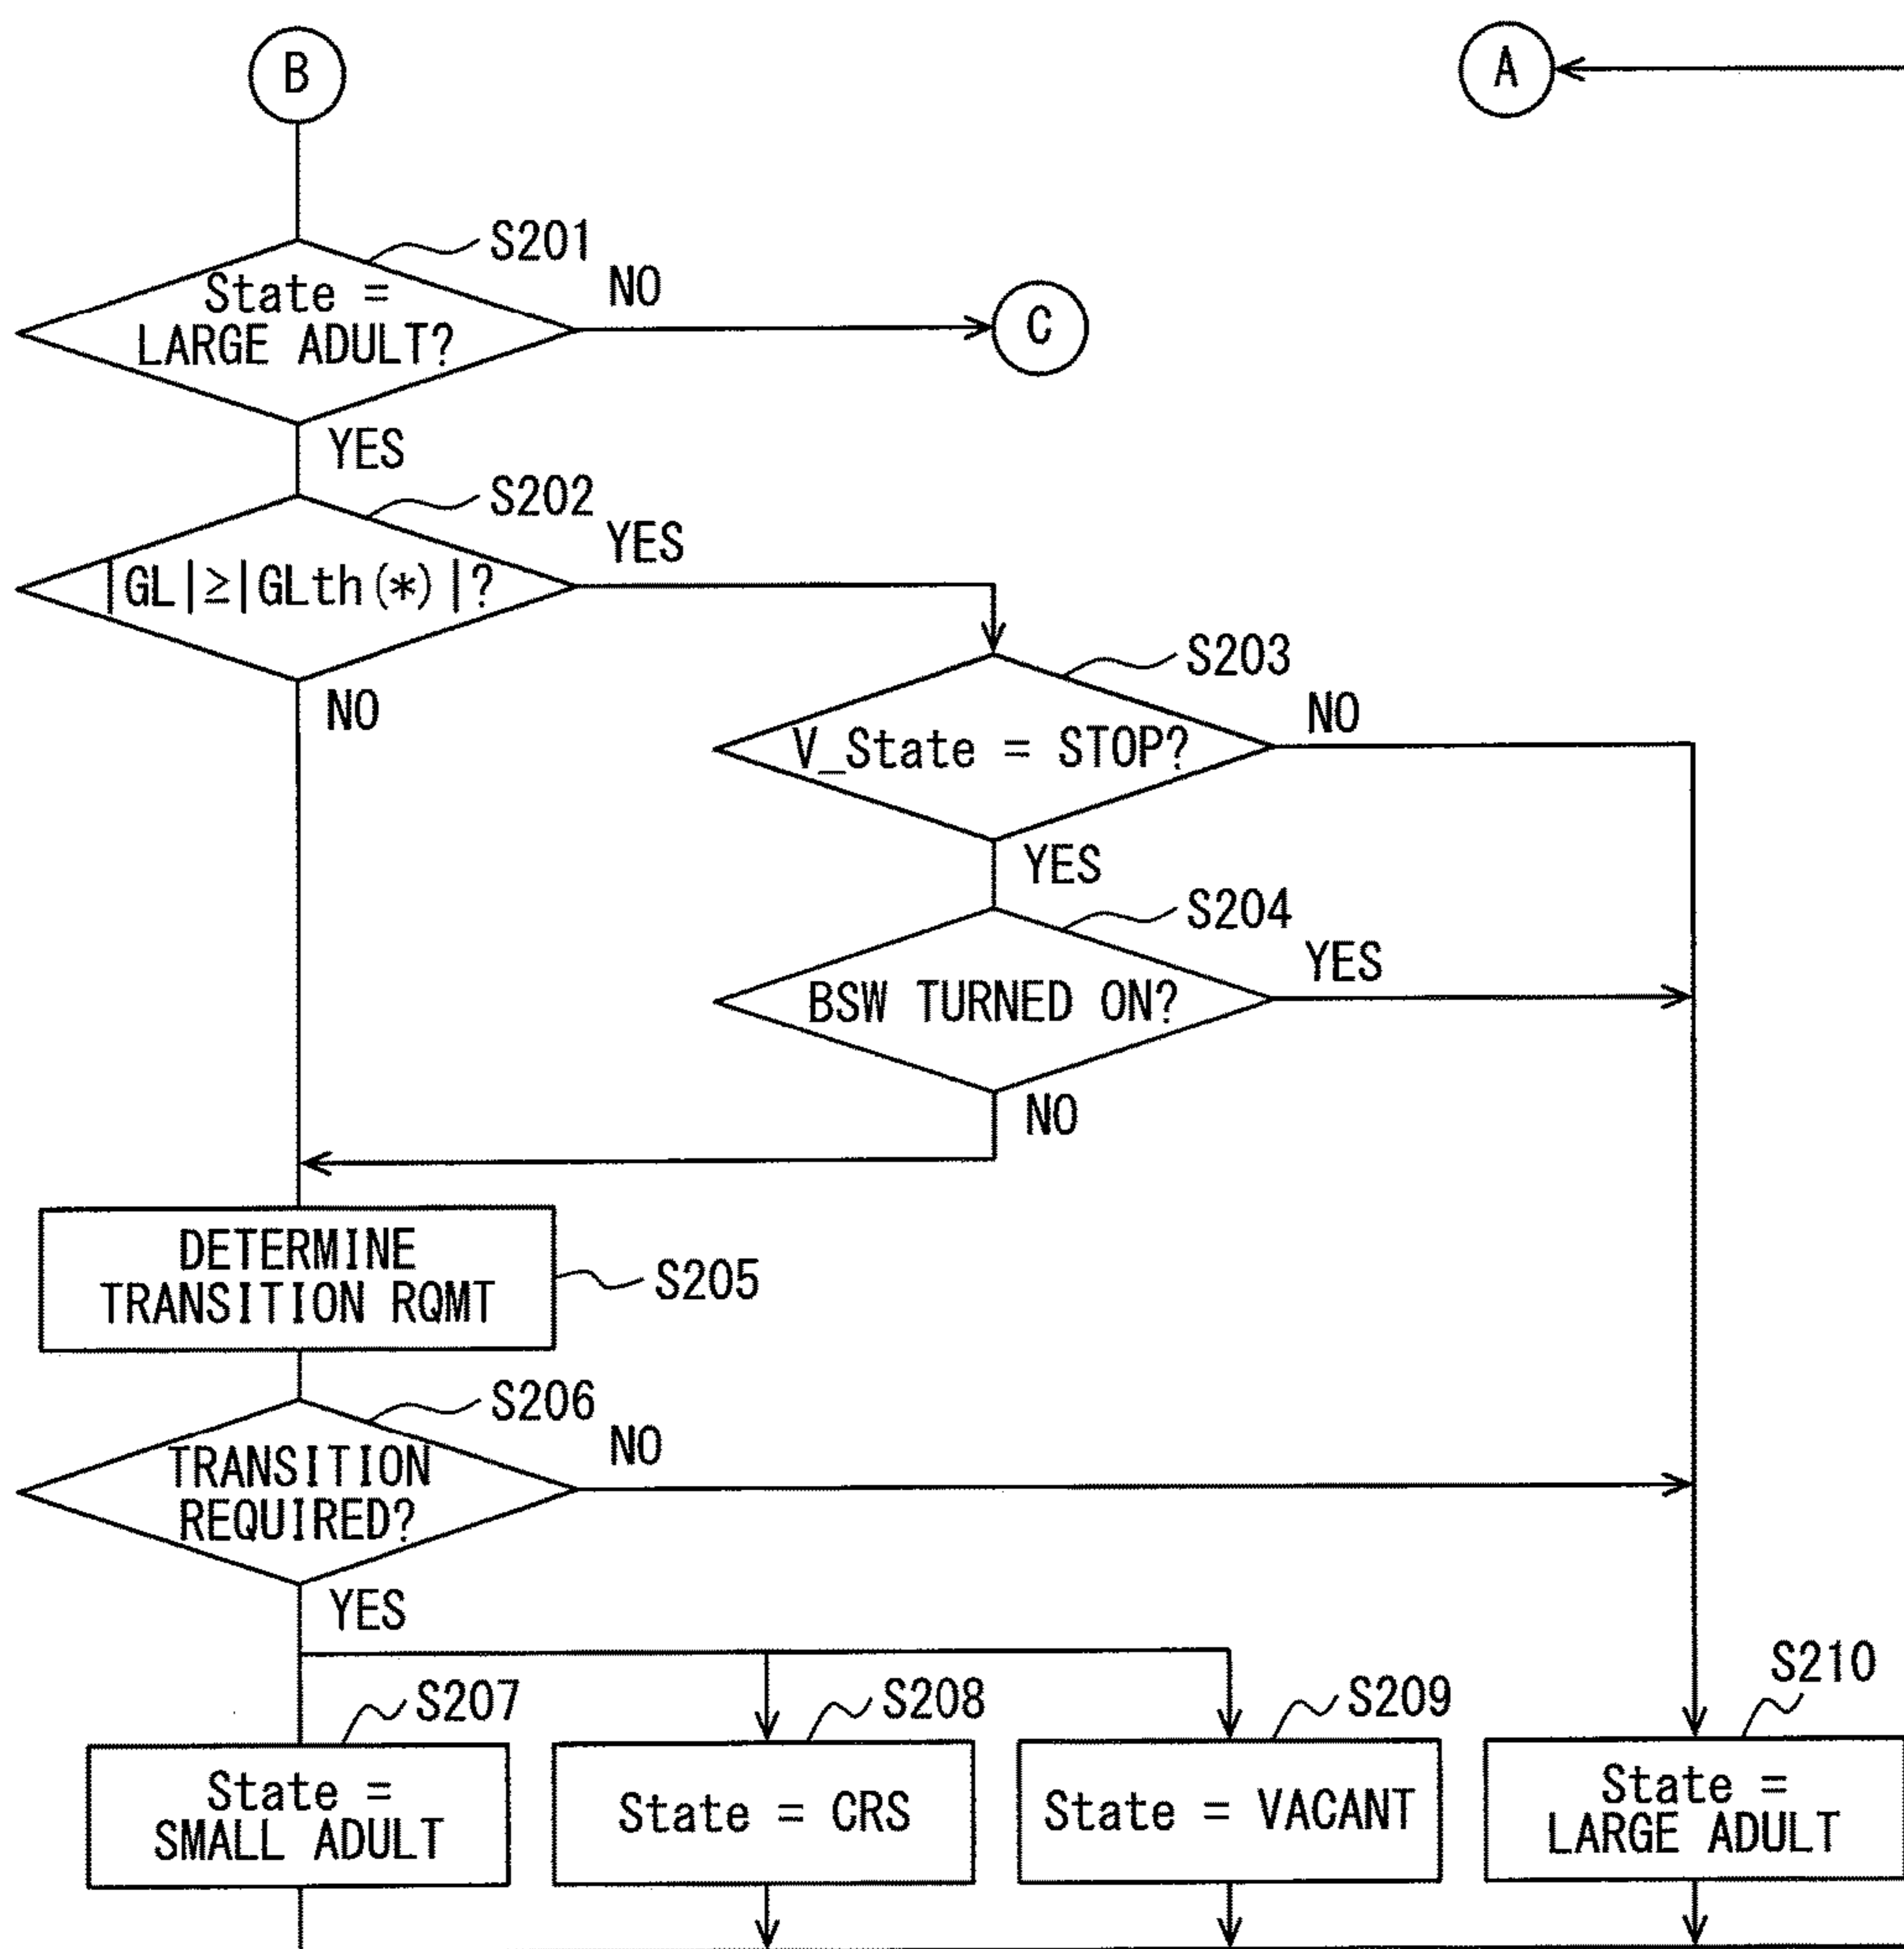 B
A
S201
State =
LARGE ADULT?
NO
C
YES
S202
|GL|≥|GLth(*)|?
YES
NO
S203
V_State = STOP?
NO
YES
S204
BSW TURNED ON?
YES
NO
DETERMINE
TRANSITION RQMT
S205
S206
TRANSITION
REQUIRED?
NO
YES
S207
S208
S209
S210
State =
SMALL ADULT
State = CRS
State = VACANT
State =
LARGE ADULT